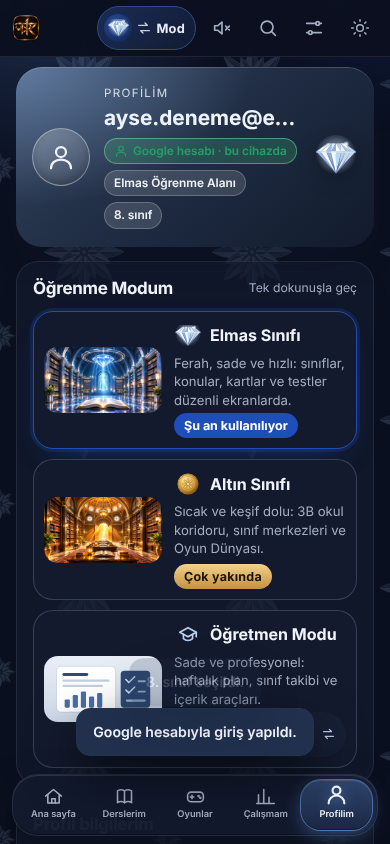 Mod
PROFİLİM
ayse.deneme@e...
Google hesabı · bu cihazda
Elmas Öğrenme Alanı
8. sınıf
Öğrenme Modum
Tek dokunuşla geç
Elmas Sınıfı
Ferah, sade ve hızlı: sınıflar,
konular, kartlar ve testler
düzenli ekranlarda.
Şu an kullanılıyor
Altın Sınıfı
Sıcak ve keşif dolu: 3B okul
koridoru, sınıf merkezleri ve
Oyun Dünyası.
Çok yakında
Öğretmen Modu
Sade ve profesyonel:
haftalık plan, sınıf takibi ve
içerik araçları.
Google hesabıyla giriş yapıldı.
Ana sayfa
Derslerim
Oyunlar
Çalışmam
Profilim
Profil bilgilerim